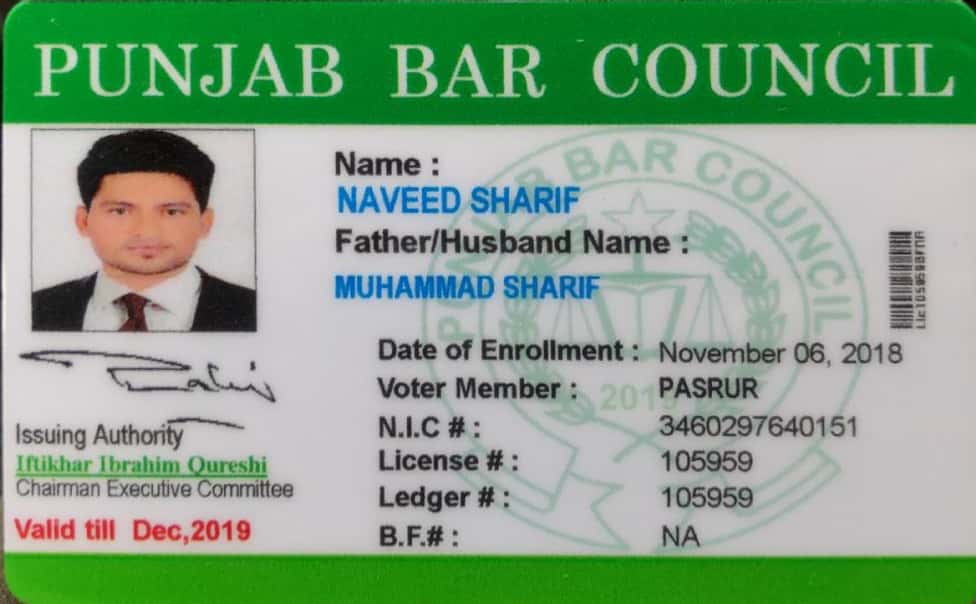 PUNJAB BAR COUNCIL
Name :
NAVEED SHARIF
Father/Husband Name :
MUHAMMAD SHARIF
PUNJAB BAR COUNCIL
Date of Enrollment : November 06, 2018
Voter Member : PASRUR
N.I.C # : 3460297640151
License # : 105959
Ledger # : 105959
B.F.# : NA
Issuing Authority
Iftikhar Ibrahim Qureshi
Chairman Executive Committee
Valid till Dec,2019